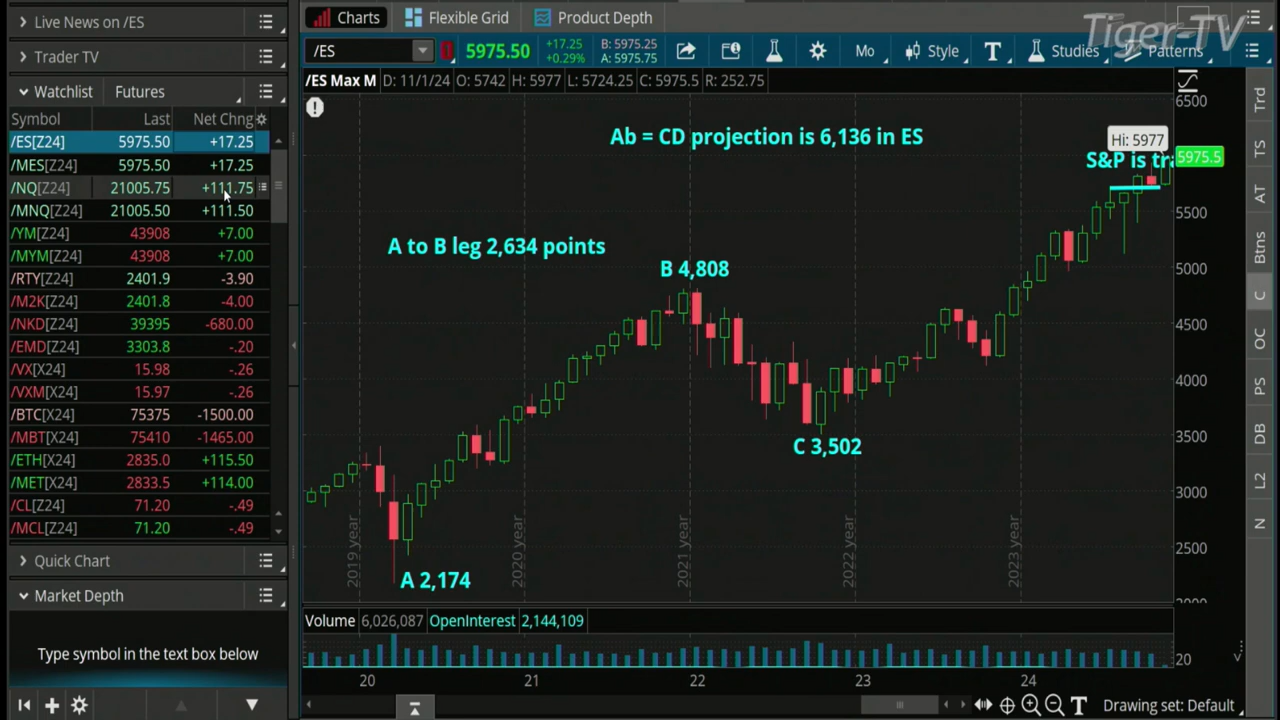 Live News on /ES
Trader TV
Watchlist Futures
Symbol Last Net Chng
/ES[Z24] 5975.50 +17.25
/MES[Z24] 5975.50 +17.25
/NQ[Z24] 21005.75 +111.75
/MNQ[Z24] 21005.50 +111.50
/YM[Z24] 43908 +7.00
/MYM[Z24] 43908 +7.00
/RTY[Z24] 2401.9 -3.90
/M2K[Z24] 2401.8 -4.00
/NKD[Z24] 39395 -680.00
/EMD[Z24] 3303.8 -.20
/VX[X24] 15.98 -.26
/VXM[X24] 15.97 -.26
/BTC[X24] 75375 -1500.00
/MBT[X24] 75410 -1465.00
/ETH[X24] 2835.0 +115.50
/MET[X24] 2833.5 +114.00
/CL[Z24] 71.20 -.49
/MCL[Z24] 71.20 -.49
Quick Chart
Market Depth
Type symbol in the text box below
Charts Flexible Grid Product Depth
Tiger-TV
/ES 5975.50 +17.25 B: 5975.25
+0.29% A: 5975.75
Mo Style T Studies Patterns
/ES Max M D: 11/1/24 O: 5742 H: 5977 L: 5724.25 C: 5975.5 R: 252.75
Ab = CD projection is 6,136 in ES
Hi: 5977
S&P is tra
A to B leg 2,634 points
B 4,808
C 3,502
A 2,174
6500
5975.5
5500
5000
4500
4000
3500
3000
2500
2000
2019 year
2020 year
2021 year
2022 year
2023 year
Volume 6,026,087 OpenInterest 2,144,109
20
20 21 22 23 24
T Drawing set: Default
Trd
TS
AT
Btns
C
OC
PS
DB
L2
N